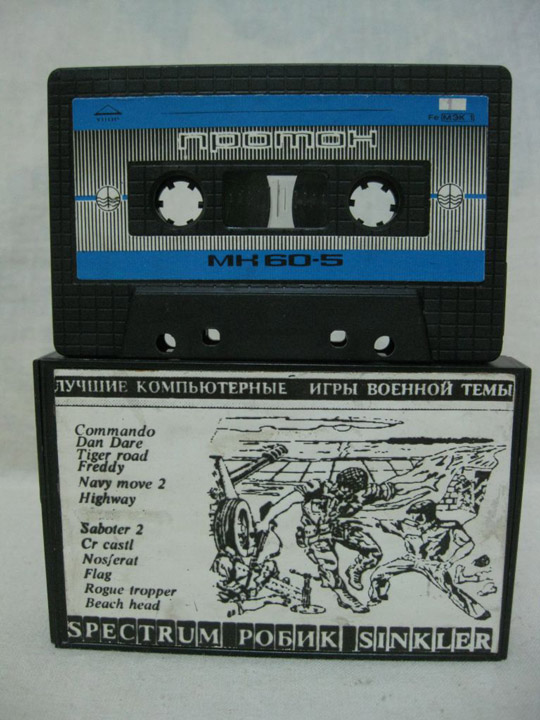 Fe МЭК I
протон
МК 60-5
ЛУЧШИЕ КОМПЬЮТЕРНЫЕ ИГРЫ ВОЕННОЙ ТЕМЫ
Commando
Dan Dare
Tiger road
Freddy
Navy move 2
Highway
Saboter 2
Cr castl
Nosferat
Flag
Rogue tropper
Beach head
SPECTRUM РОБИК SINKLER